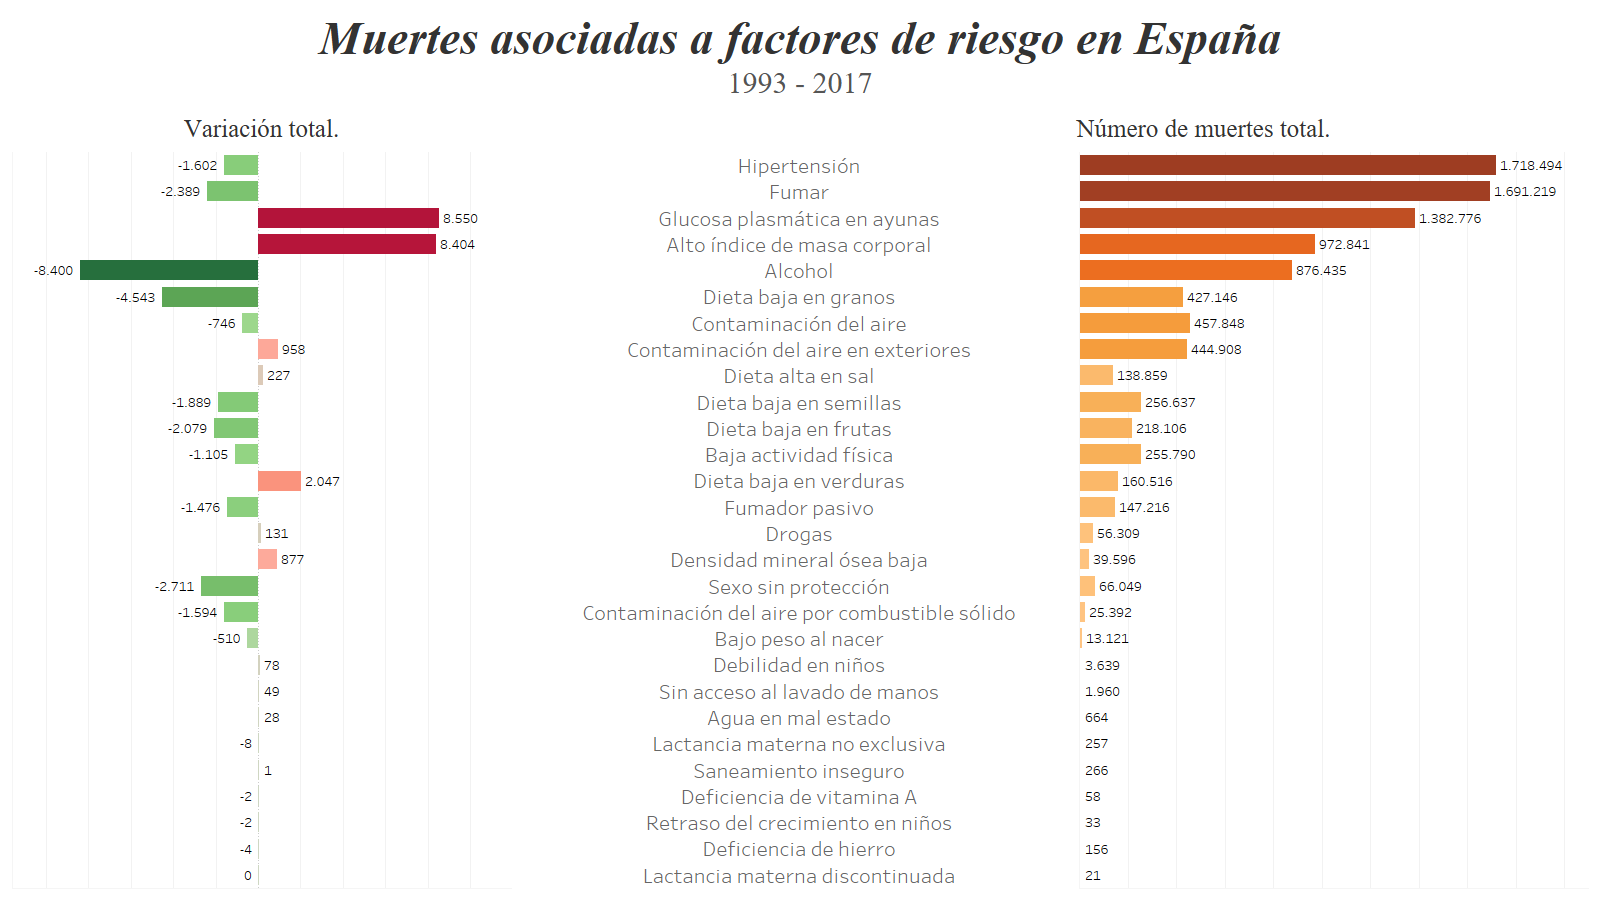 Muertes asociadas a factores de riesgo en España
1993 - 2017
Variación total. Número de muertes total.
-1.602 Hipertensión 1.718.494
-2.389 Fumar 1.691.219
8.550 Glucosa plasmática en ayunas 1.382.776
8.404 Alto índice de masa corporal 972.841
-8.400 Alcohol 876.435
-4.543 Dieta baja en granos 427.146
-746 Contaminación del aire 457.848
958 Contaminación del aire en exteriores 444.908
227 Dieta alta en sal 138.859
-1.889 Dieta baja en semillas 256.637
-2.079 Dieta baja en frutas 218.106
-1.105 Baja actividad física 255.790
2.047 Dieta baja en verduras 160.516
-1.476 Fumador pasivo 147.216
131 Drogas 56.309
877 Densidad mineral ósea baja 39.596
-2.711 Sexo sin protección 66.049
-1.594 Contaminación del aire por combustible sólido 25.392
-510 Bajo peso al nacer 13.121
78 Debilidad en niños 3.639
49 Sin acceso al lavado de manos 1.960
28 Agua en mal estado 664
-8 Lactancia materna no exclusiva 257
1 Saneamiento inseguro 266
-2 Deficiencia de vitamina A 58
-2 Retraso del crecimiento en niños 33
-4 Deficiencia de hierro 156
0 Lactancia materna discontinuada 21